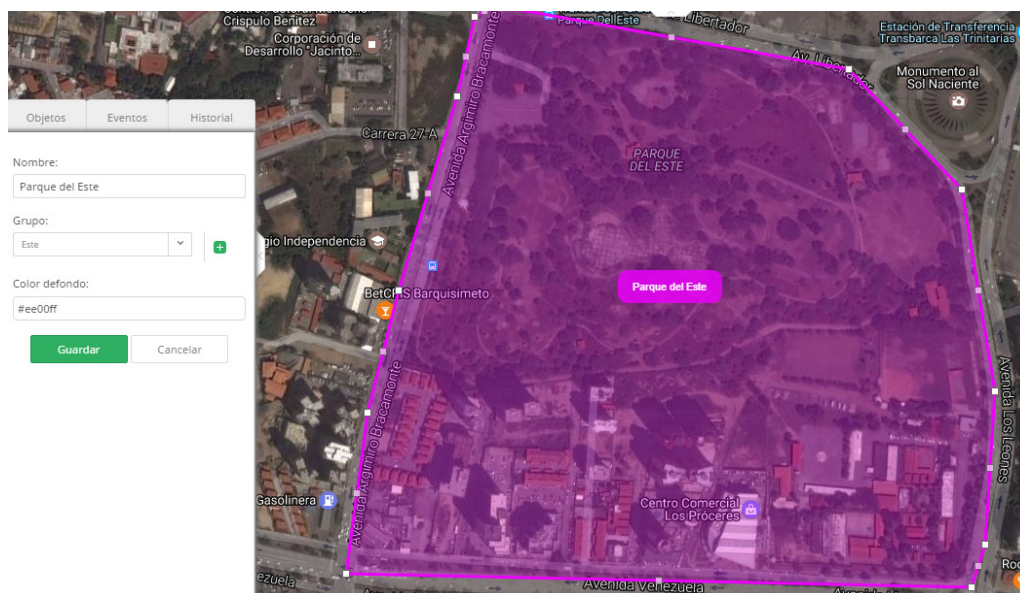 Crispulo Benitez
Corporación de
Desarrollo "Jacinto...
Parque DelEste
Libertador
Av. Libertador
Estación de Transferencia
Transbarca Las Trinitarias
Monumento al
Sol Naciente
Objetos
Eventos
Historial
Carrera 27 A
Avenida Argimiro Bracamonte
PARQUE
DEL ESTE
Nombre:
Parque del Este
Grupo:
Este
Independencia
Color defondo:
#ee00ff
Barquisimeto
Parque del Este
Guardar
Cancelar
Avenida Argimiro Bracamonte
Avenida Los Leones
Gasolinera
Centro Comercial
Los Próceres
Avenida Venezuela